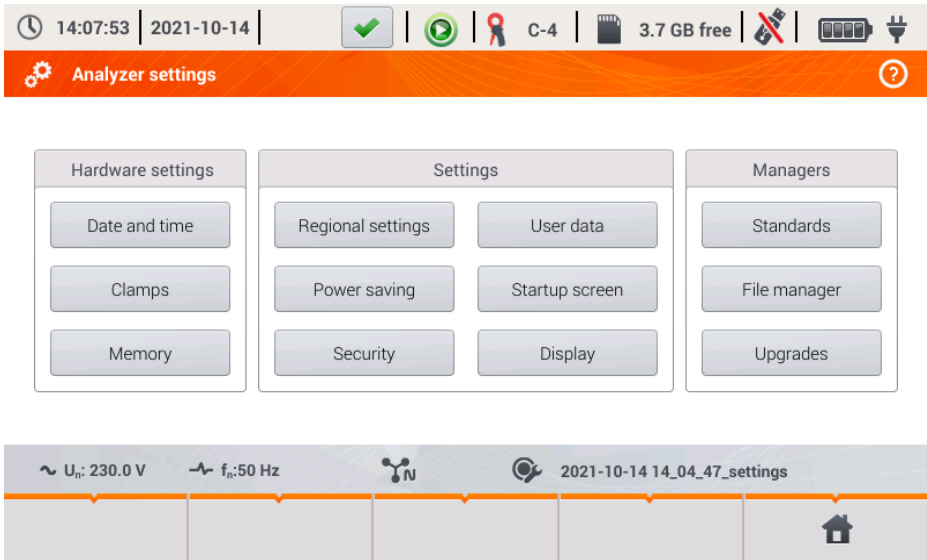 14:07:53 2021-10-14 C-4 3.7 GB free
Analyzer settings ?
Hardware settings Settings Managers
Date and time Regional settings User data Standards
Clamps Power saving Startup screen File manager
Memory Security Display Upgrades
Un: 230.0 V fn:50 Hz N 2021-10-14 14_04_47_settings